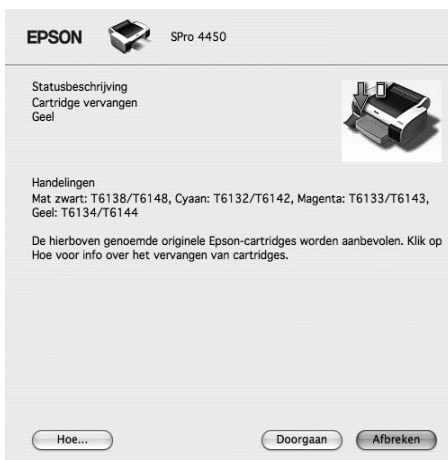 EPSON SPro 4450
Statusbeschrijving
Cartridge vervangen
Geel
Handelingen
Mat zwart: T6138/T6148, Cyaan: T6132/T6142, Magenta: T6133/T6143,
Geel: T6134/T6144
De hierboven genoemde originele Epson-cartridges worden aanbevolen. Klik op
Hoe voor info over het vervangen van cartridges.
Hoe... Doorgaan Afbreken